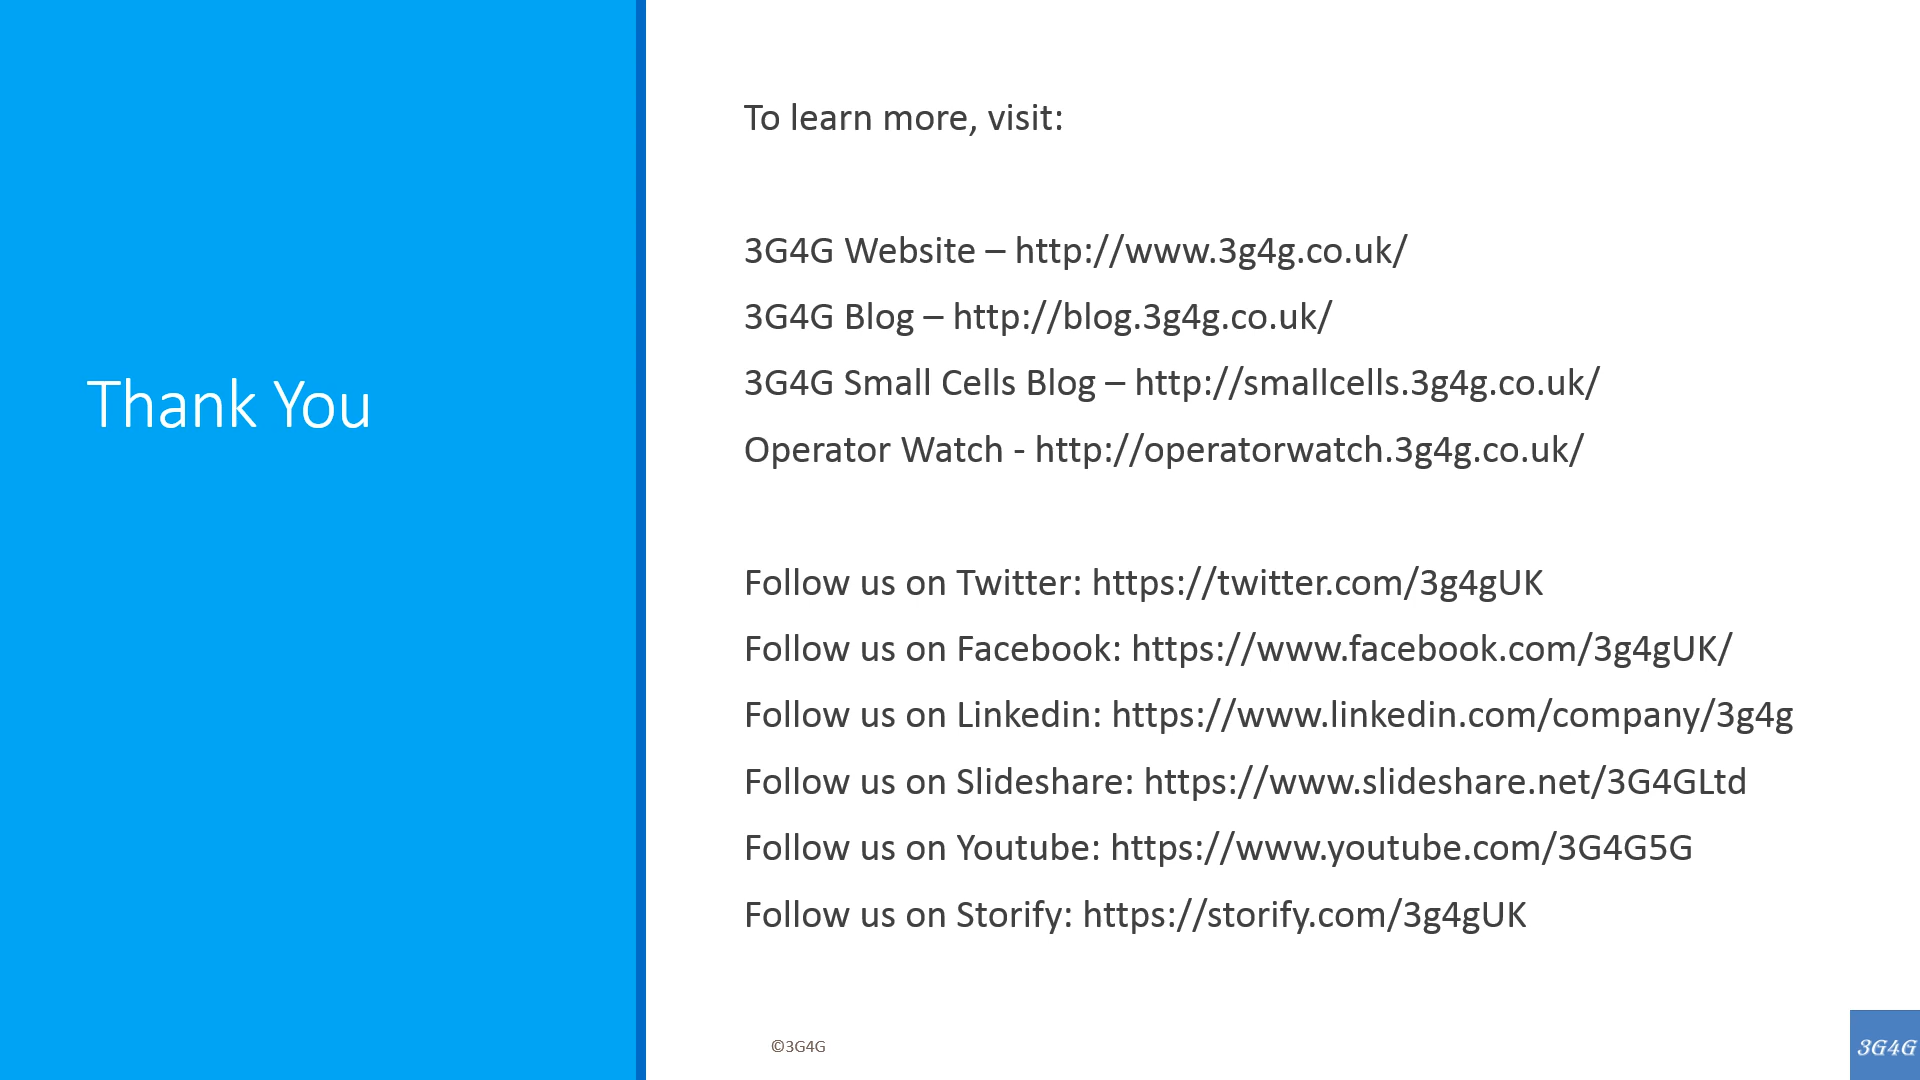 Thank You
To learn more, visit:
3G4G Website – http://www.3g4g.co.uk/
3G4G Blog – http://blog.3g4g.co.uk/
3G4G Small Cells Blog – http://smallcells.3g4g.co.uk/
Operator Watch - http://operatorwatch.3g4g.co.uk/
Follow us on Twitter: https://twitter.com/3g4gUK
Follow us on Facebook: https://www.facebook.com/3g4gUK/
Follow us on Linkedin: https://www.linkedin.com/company/3g4g
Follow us on Slideshare: https://www.slideshare.net/3G4GLtd
Follow us on Youtube: https://www.youtube.com/3G4G5G
Follow us on Storify: https://storify.com/3g4gUK
©3G4G
3G4G